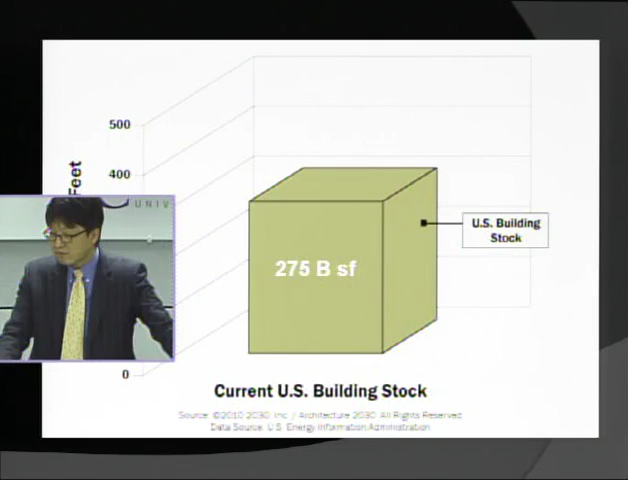 500
400
Feet
UNIV
U.S. Building
Stock
275 B sf
0
Current U.S. Building Stock
Source: ©2010 2030, Inc. / Architecture 2030. All Rights Reserved.
Data Source: U.S. Energy Information Administration.